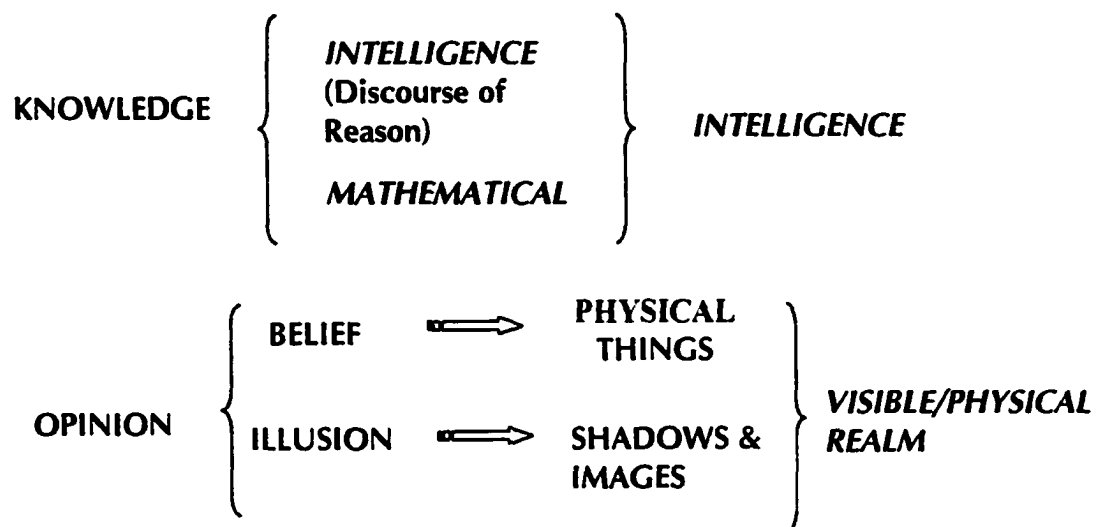 KNOWLEDGE
INTELLIGENCE
(Discourse of
Reason)
MATHEMATICAL
INTELLIGENCE
OPINION
BELIEF
PHYSICAL
THINGS
ILLUSION
SHADOWS &
IMAGES
VISIBLE/PHYSICAL
REALM